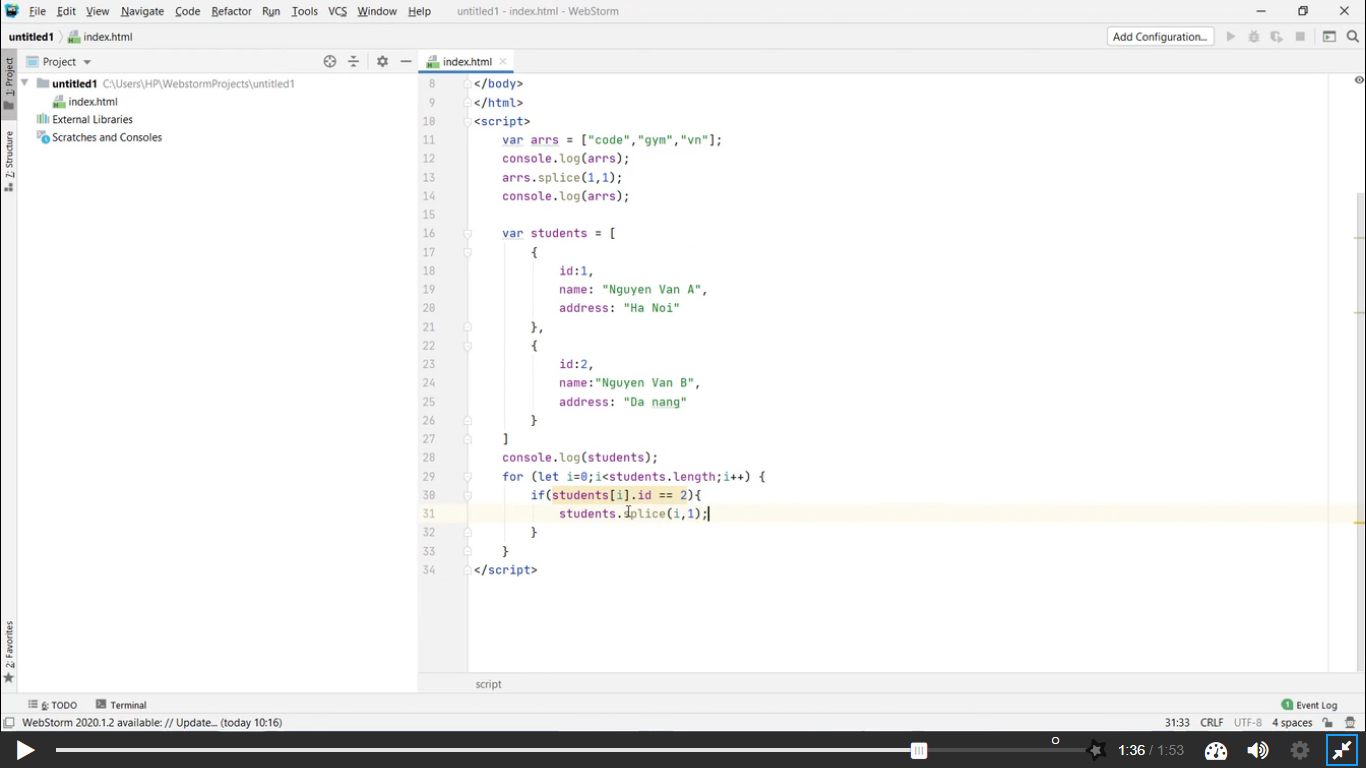 File Edit View Navigate Code Refactor Run Tools VCS Window Help untitled1 - index.html - WebStorm
untitled1 index.html Add Configuration...
1: Project
Project
index.html
untitled1 C:\Users\HP\WebstormProjects\untitled1
index.html
External Libraries
Scratches and Consoles
Z: Structure
2: Favorites
8 </body>
9 </html>
10 <script>
11 var arrs = ["code","gym","vn"];
12 console.log(arrs);
13 arrs.splice(1,1);
14 console.log(arrs);
15
16 var students = [
17 {
18 id:1,
19 name: "Nguyen Van A",
20 address: "Ha Noi"
21 },
22 {
23 id:2,
24 name:"Nguyen Van B",
25 address: "Da nang"
26 }
27 ]
28 console.log(students);
29 for (let i=0;i<students.length;i++) {
30 if(students[i].id == 2){
31 students.splice(i,1);
32 }
33 }
34 </script>
script
6: TODO Terminal 1 Event Log
WebStorm 2020.1.2 available: // Update... (today 10:16) 31:33 CRLF UTF-8 4 spaces
1:36 / 1:53